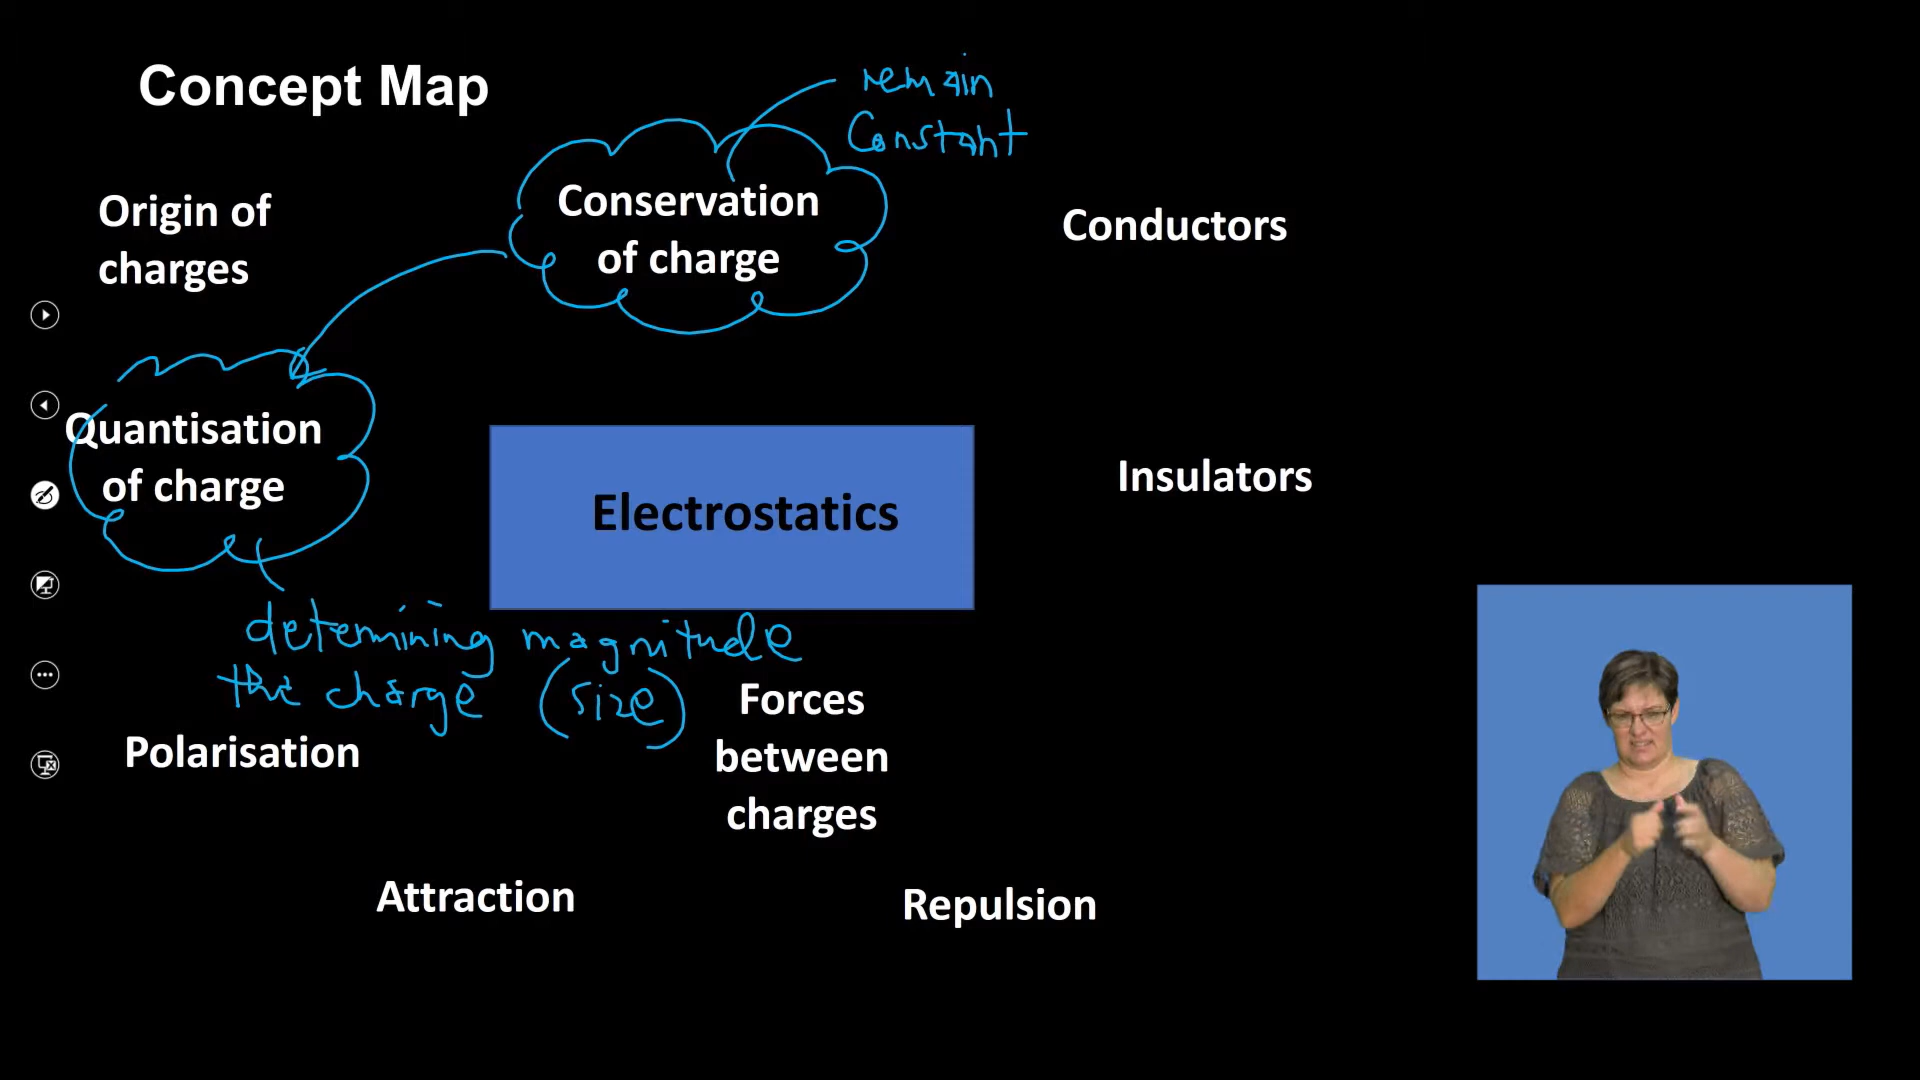 Concept Map
remain
Constant
Origin of
charges
Conservation
of charge
Conductors
Quantisation
of charge
Electrostatics
Insulators
determining magnitude
the charge (size)
Polarisation
Forces
between
charges
Attraction
Repulsion